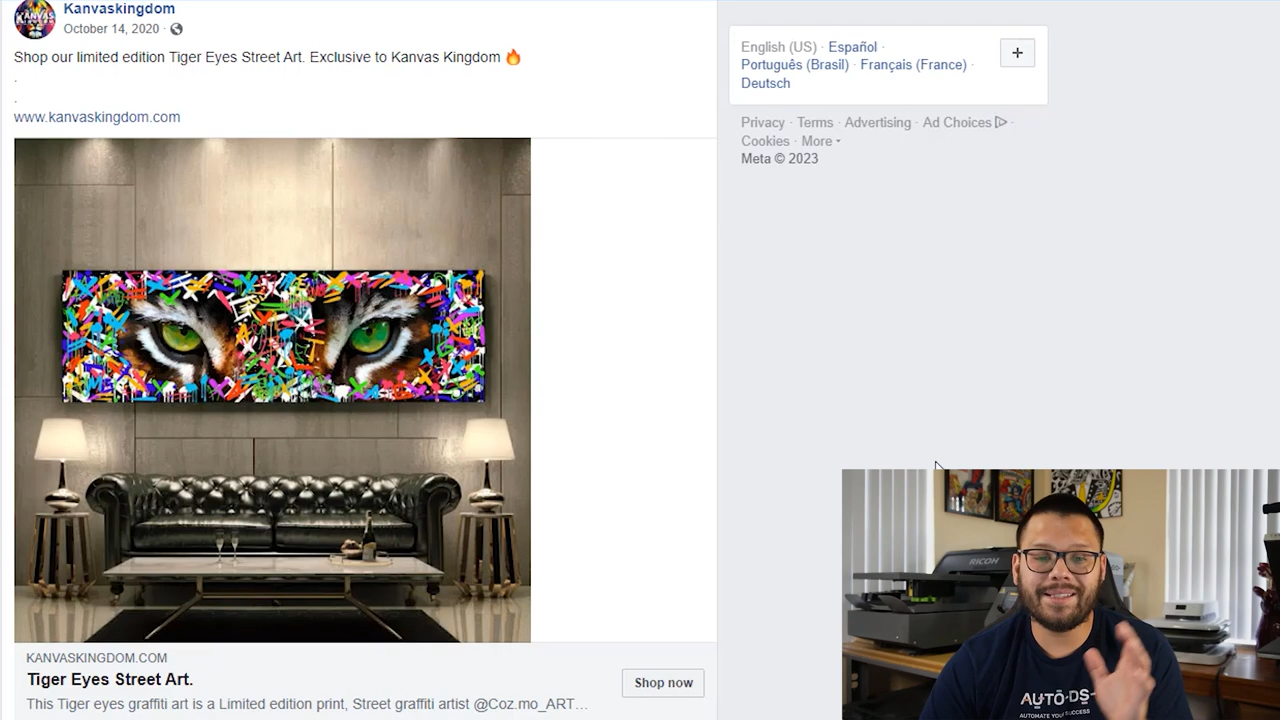 Kanvaskingdom
October 14, 2020 ·
Shop our limited edition Tiger Eyes Street Art. Exclusive to Kanvas Kingdom 🔥
.
.
www.kanvaskingdom.com
KANVASKINGDOM.COM
Tiger Eyes Street Art.
This Tiger eyes graffiti art is a Limited edition print, Street graffiti artist @Coz.mo_ART...
Shop now
English (US) · Español ·
Português (Brasil) · Français (France) ·
Deutsch
+
Privacy · Terms · Advertising · Ad Choices ·
Cookies · More
Meta © 2023
RICOH
AUTO-DS
AUTOMATE YOUR SUCCESS